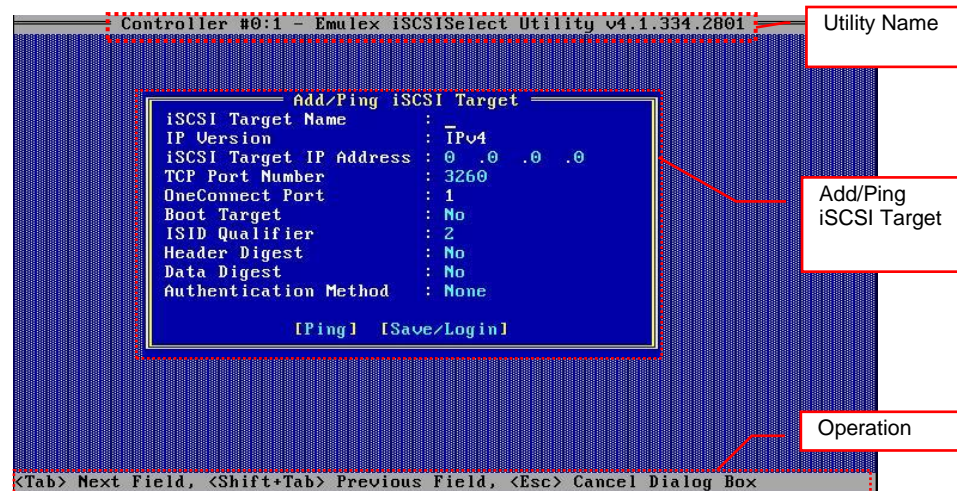 Controller #0:1 - Emulex iSCSISelect Utility v4.1.334.2801
Utility Name
Add/Ping iSCSI Target
iSCSI Target Name :
IP Version : IPv4
iSCSI Target IP Address : 0 .0 .0 .0
TCP Port Number : 3260
OneConnect Port : 1
Boot Target : No
ISID Qualifier : 2
Header Digest : No
Data Digest : No
Authentication Method : None
[Ping] [Save/Login]
Add/Ping
iSCSI Target
Operation
<Tab> Next Field, <Shift+Tab> Previous Field, <Esc> Cancel Dialog Box